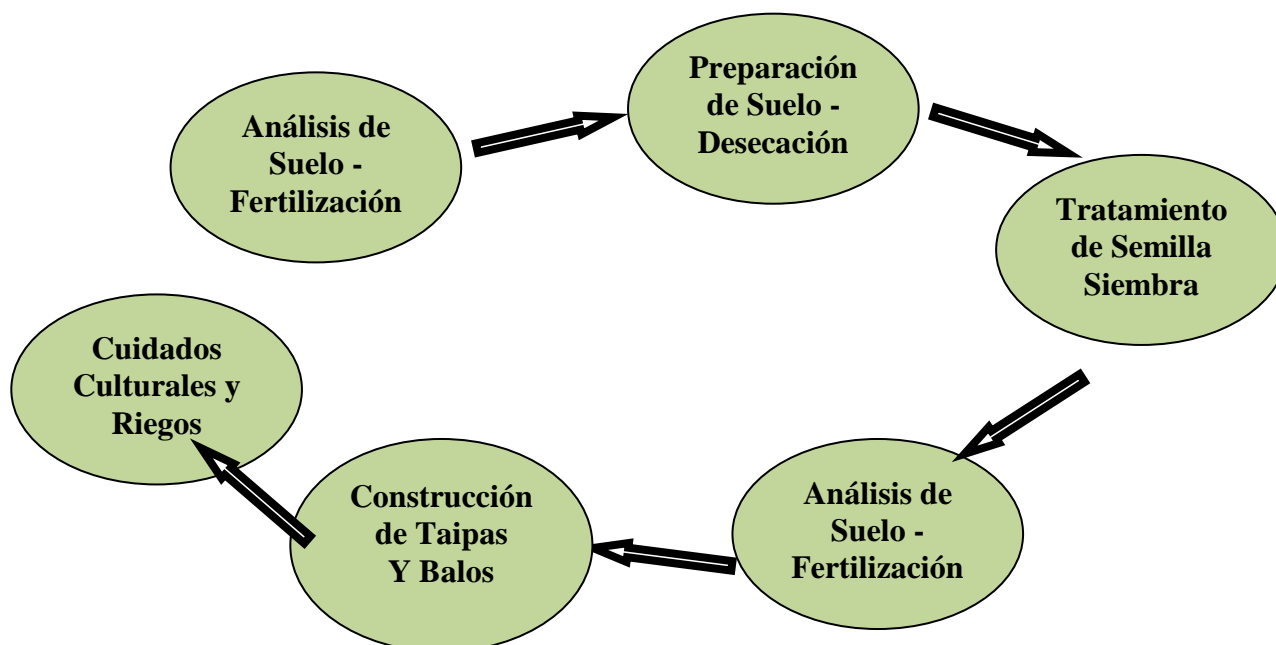 Análisis de
Suelo -
Fertilización
Preparación
de Suelo -
Desecación
Tratamiento
de Semilla
Siembra
Análisis de
Suelo -
Fertilización
Construcción
de Taipas
Y Balos
Cuidados
Culturales y
Riegos